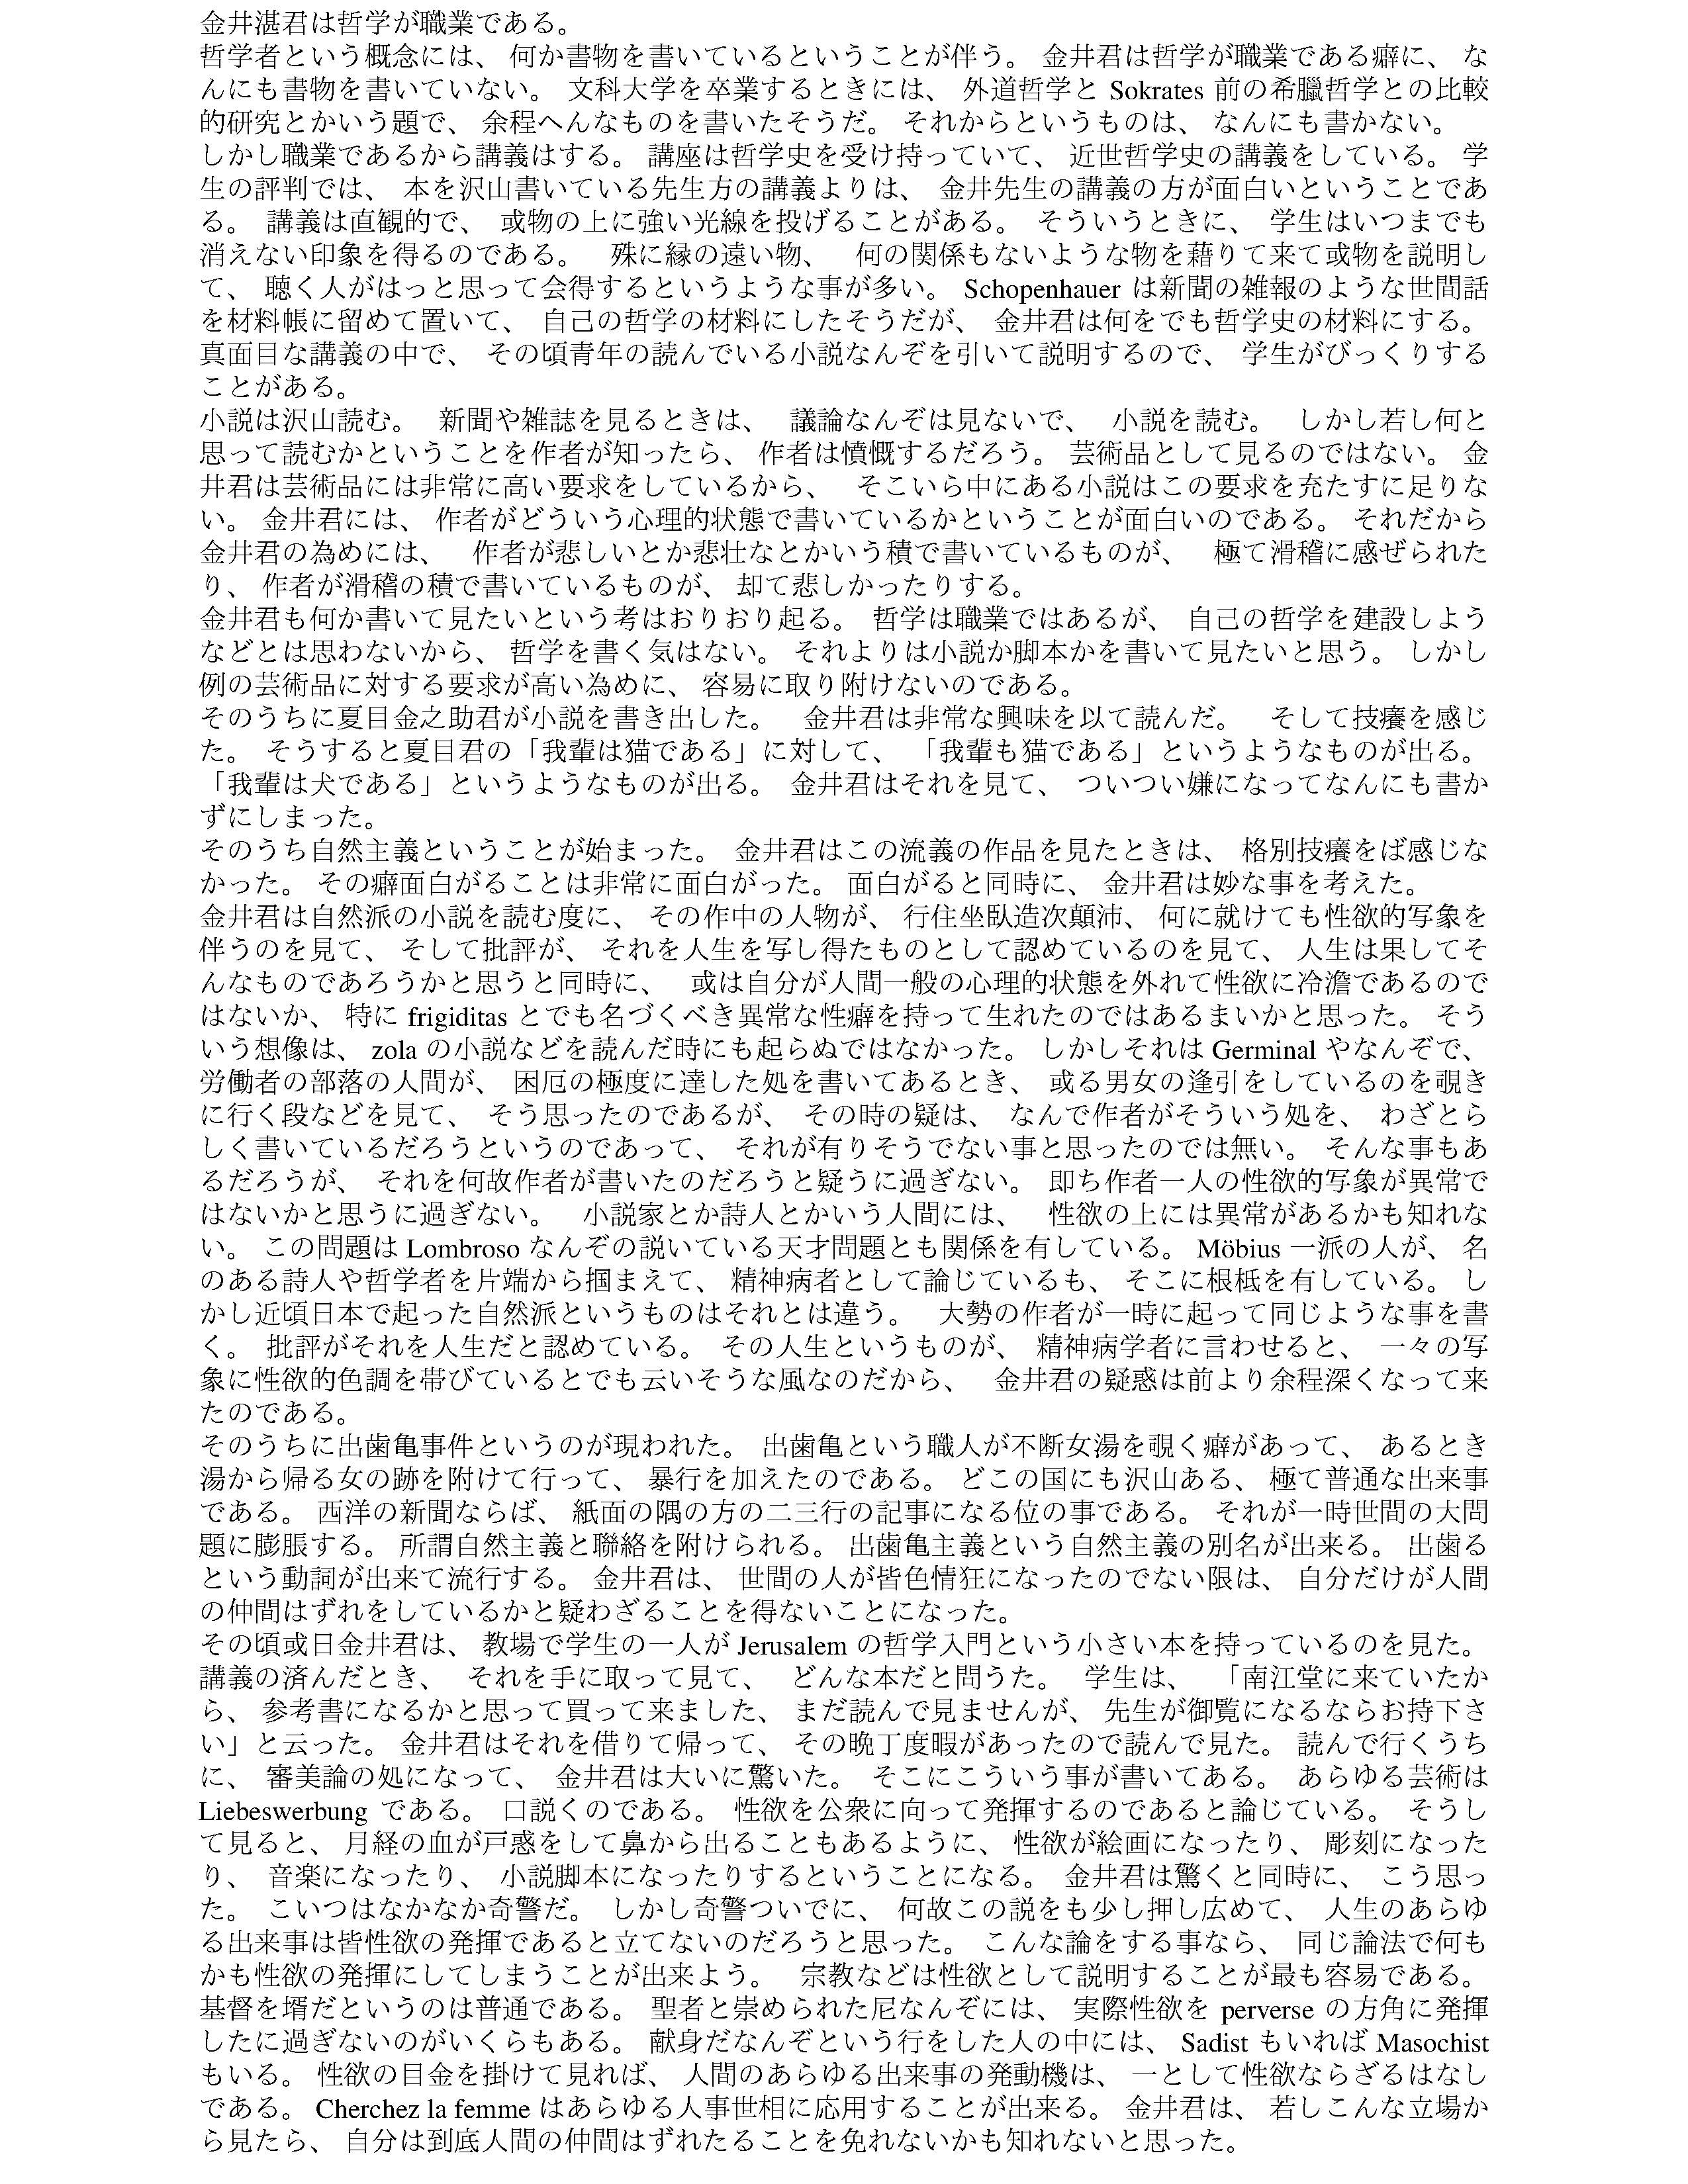 金井湛君は哲学が職業である。
哲学者という概念には、 何か書物を書いているということが伴う。 金井君は哲学が職業である癖に、 な
んにも書物を書いていない。 文科大学を卒業するときには、 外道哲学と Sokrates 前の希臘哲学との比較
的研究とかいう題で、 余程へんなものを書いたそうだ。 それからというものは、 なんにも書かない。
しかし職業であるから講義はする。 講座は哲学史を受け持っていて、 近世哲学史の講義をしている。 学
生の評判では、 本を沢山書いている先生方の講義よりは、 金井先生の講義の方が面白いということであ
る。 講義は直観的で、 或物の上に強い光線を投げることがある。 そういうときに、 学生はいつまでも
消えない印象を得るのである。 殊に縁の遠い物、 何の関係もないような物を藉りて来て或物を説明し
て、 聴く人がはっと思って会得するというような事が多い。 Schopenhauer は新聞の雑報のような世間話
を材料帳に留めて置いて、 自己の哲学の材料にしたそうだが、 金井君は何をでも哲学史の材料にする。
真面目な講義の中で、 その頃青年の読んでいる小説なんぞを引いて説明するので、 学生がびっくりする
ことがある。
小説は沢山読む。 新聞や雑誌を見るときは、 議論なんぞは見ないで、 小説を読む。 しかし若し何と
思って読むかということを作者が知ったら、 作者は憤慨するだろう。 芸術品として見るのではない。 金
井君は芸術品には非常に高い要求をしているから、 そこいら中にある小説はこの要求を充たすに足りな
い。 金井君には、 作者がどういう心理的状態で書いているかということが面白いのである。 それだから
金井君の為めには、 作者が悲しいとか悲壮なとかいう積で書いているものが、 極て滑稽に感ぜられた
り、 作者が滑稽の積で書いているものが、 却て悲しかったりする。
金井君も何か書いて見たいという考はおりおり起る。 哲学は職業ではあるが、 自己の哲学を建設しよう
などとは思わないから、 哲学を書く気はない。 それよりは小説か脚本かを書いて見たいと思う。 しかし
例の芸術品に対する要求が高い為めに、 容易に取り附けないのである。
そのうちに夏目金之助君が小説を書き出した。 金井君は非常な興味を以て読んだ。 そして技癢を感じ
た。 そうすると夏目君の「我輩は猫である」に対して、 「我輩も猫である」というようなものが出る。
「我輩は犬である」というようなものが出る。 金井君はそれを見て、 ついつい嫌になってなんにも書か
ずにしまった。
そのうち自然主義ということが始まった。 金井君はこの流義の作品を見たときは、 格別技癢をば感じな
かった。 その癖面白がることは非常に面白がった。 面白がると同時に、 金井君は妙な事を考えた。
金井君は自然派の小説を読む度に、 その作中の人物が、 行住坐臥造次顛沛、 何に就けても性欲的写象を
伴うのを見て、 そして批評が、 それを人生を写し得たものとして認めているのを見て、 人生は果してそ
んなものであろうかと思うと同時に、 或は自分が人間一般の心理的状態を外れて性欲に冷澹であるので
はないか、 特に frigiditas とでも名づくべき異常な性癖を持って生れたのではあるまいかと思った。 そう
いう想像は、 zola の小説などを読んだ時にも起らぬではなかった。 しかしそれは Germinal やなんぞで、
労働者の部落の人間が、 困厄の極度に達した処を書いてあるとき、 或る男女の逢引をしているのを覗き
に行く段などを見て、 そう思ったのであるが、 その時の疑は、 なんで作者がそういう処を、 わざとら
しく書いているだろうというのであって、 それが有りそうでない事と思ったのでは無い。 そんな事もあ
るだろうが、 それを何故作者が書いたのだろうと疑うに過ぎない。 即ち作者一人の性欲的写象が異常で
はないかと思うに過ぎない。 小説家とか詩人とかいう人間には、 性欲の上には異常があるかも知れな
い。 この問題は Lombroso なんぞの説いている天才問題とも関係を有している。 Möbius 一派の人が、 名
のある詩人や哲学者を片端から掴まえて、 精神病者として論じているも、 そこに根柢を有している。 し
かし近頃日本で起った自然派というものはそれとは違う。 大勢の作者が一時に起って同じような事を書
く。 批評がそれを人生だと認めている。 その人生というものが、 精神病学者に言わせると、 一々の写
象に性欲的色調を帯びているとでも云いそうな風なのだから、 金井君の疑惑は前より余程深くなって来
たのである。
そのうちに出歯亀事件というのが現われた。 出歯亀という職人が不断女湯を覗く癖があって、 あるとき
湯から帰る女の跡を附けて行って、 暴行を加えたのである。 どこの国にも沢山ある、 極て普通な出来事
である。 西洋の新聞ならば、 紙面の隅の方の二三行の記事になる位の事である。 それが一時世間の大問
題に膨脹する。 所謂自然主義と聯絡を附けられる。 出歯亀主義という自然主義の別名が出来る。 出歯る
という動詞が出来て流行する。 金井君は、 世間の人が皆色情狂になったのでない限は、 自分だけが人間
の仲間はずれをしているかと疑わざることを得ないことになった。
その頃或日金井君は、 教場で学生の一人が Jerusalem の哲学入門という小さい本を持っているのを見た。
講義の済んだとき、 それを手に取って見て、 どんな本だと問うた。 学生は、 「南江堂に来ていたか
ら、 参考書になるかと思って買って来ました、 まだ読んで見ませんが、 先生が御覧になるならお持下さ
い」と云った。 金井君はそれを借りて帰って、 その晩丁度暇があったので読んで見た。 読んで行くうち
に、 審美論の処になって、 金井君は大いに驚いた。 そこにこういう事が書いてある。 あらゆる芸術は
Liebeswerbung である。 口説くのである。 性欲を公衆に向って発揮するのであると論じている。 そうし
て見ると、 月経の血が戸惑をして鼻から出ることもあるように、 性欲が絵画になったり、 彫刻になった
り、 音楽になったり、 小説脚本になったりするということになる。 金井君は驚くと同時に、 こう思っ
た。 こいつはなかなか奇警だ。 しかし奇警ついでに、 何故この説をも少し押し広めて、 人生のあらゆ
る出来事は皆性欲の発揮であると立てないのだろうと思った。 こんな論をする事なら、 同じ論法で何も
かも性欲の発揮にしてしまうことが出来よう。 宗教などは性欲として説明することが最も容易である。
基督を壻だというのは普通である。 聖者と崇められた尼なんぞには、 実際性欲を perverse の方角に発揮
したに過ぎないのがいくらもある。 献身だなんぞという行をした人の中には、 Sadist もいれば Masochist
もいる。 性欲の目金を掛けて見れば、 人間のあらゆる出来事の発動機は、 一として性欲ならざるはなし
である。 Cherchez la femme はあらゆる人事世相に応用することが出来る。 金井君は、 若しこんな立場か
ら見たら、 自分は到底人間の仲間はずれたることを免れないかも知れないと思った。